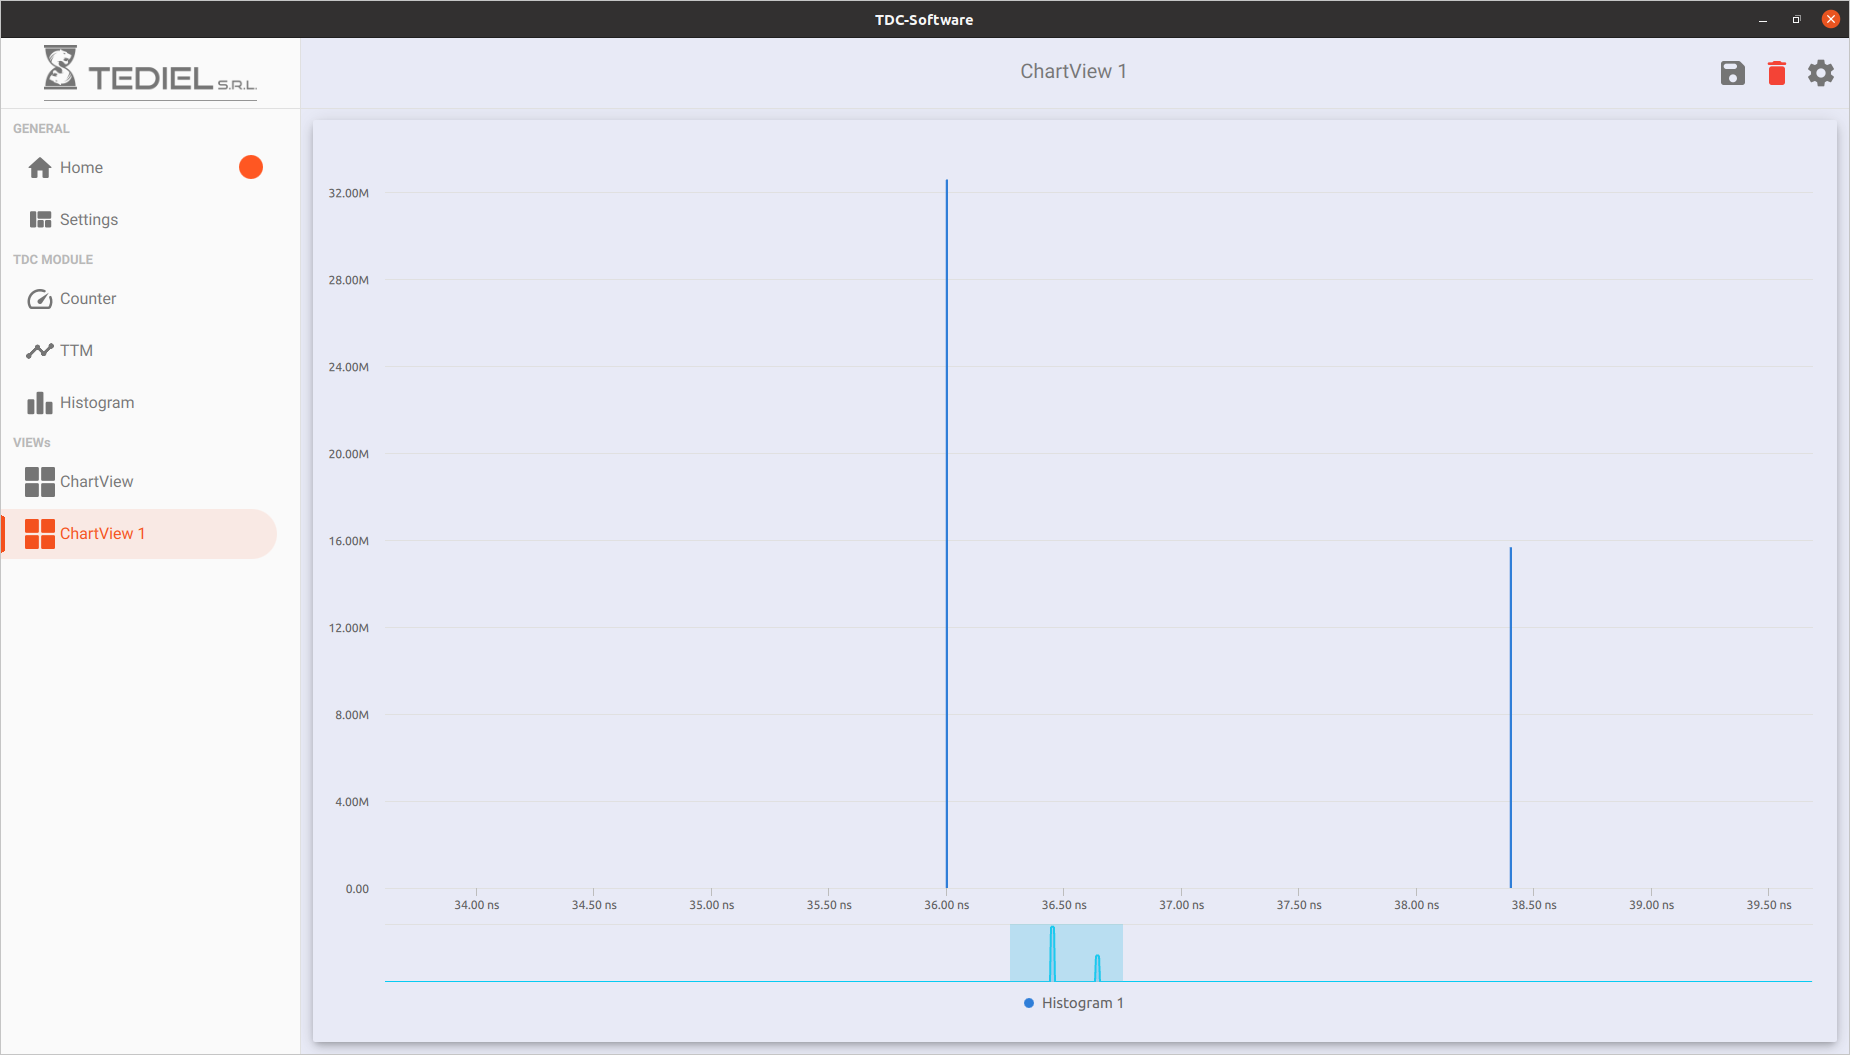 TDC-Software
TEDIEL S.R.L.
ChartView 1
GENERAL
Home
Settings
TDC MODULE
Counter
TTM
Histogram
VIEWs
ChartView
ChartView 1
32.00M
28.00M
24.00M
20.00M
16.00M
12.00M
8.00M
4.00M
0.00
34.00 ns 34.50 ns 35.00 ns 35.50 ns 36.00 ns 36.50 ns 37.00 ns 37.50 ns 38.00 ns 38.50 ns 39.00 ns 39.50 ns
Histogram 1